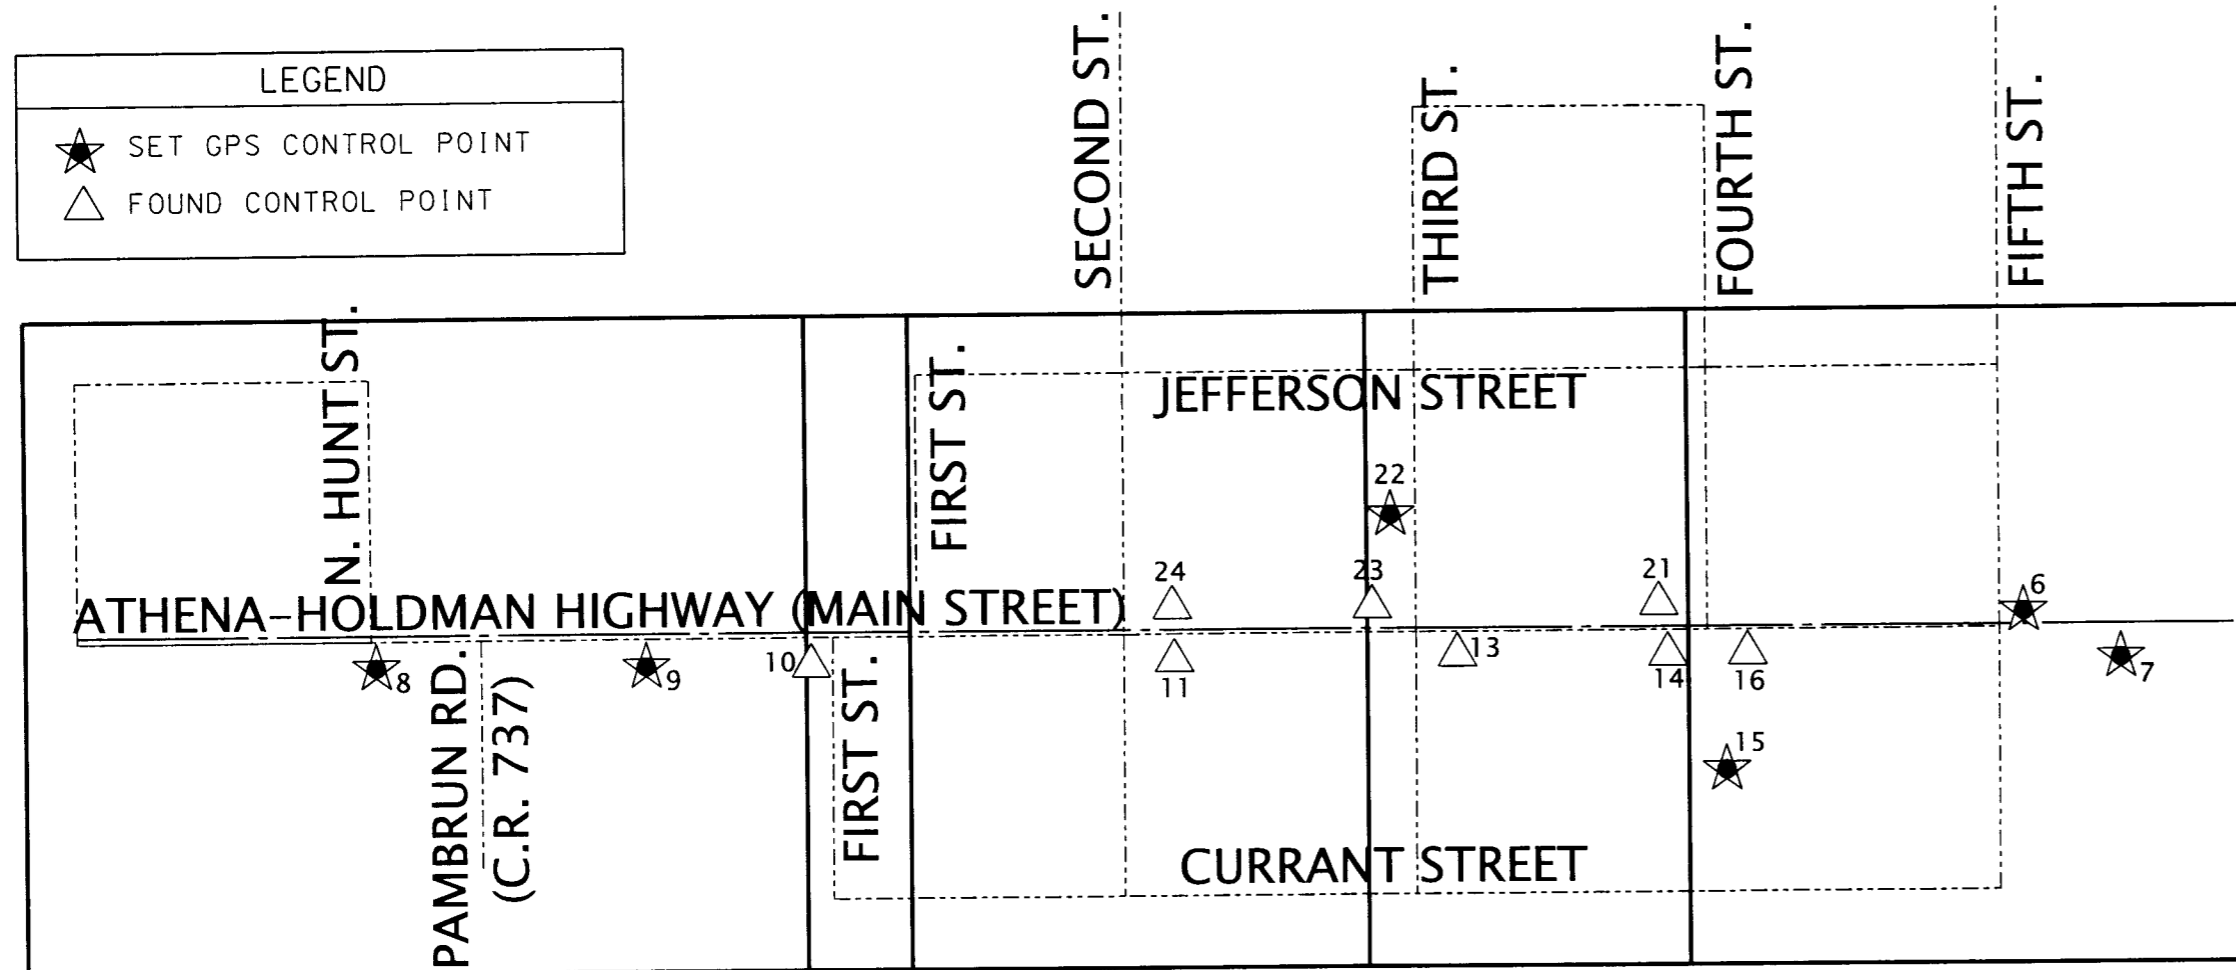 LEGEND
SET GPS CONTROL POINT
FOUND CONTROL POINT
SECOND ST.
THIRD ST.
FOURTH ST.
FIFTH ST.
N. HUNT ST.
FIRST ST.
JEFFERSON STREET
22
24
23
21
6
ATHENA-HOLDMAN HIGHWAY (MAIN STREET)
8
9
10
11
13
14
16
7
PAMBRUN RD.
(C.R. 737)
FIRST ST.
15
CURRANT STREET